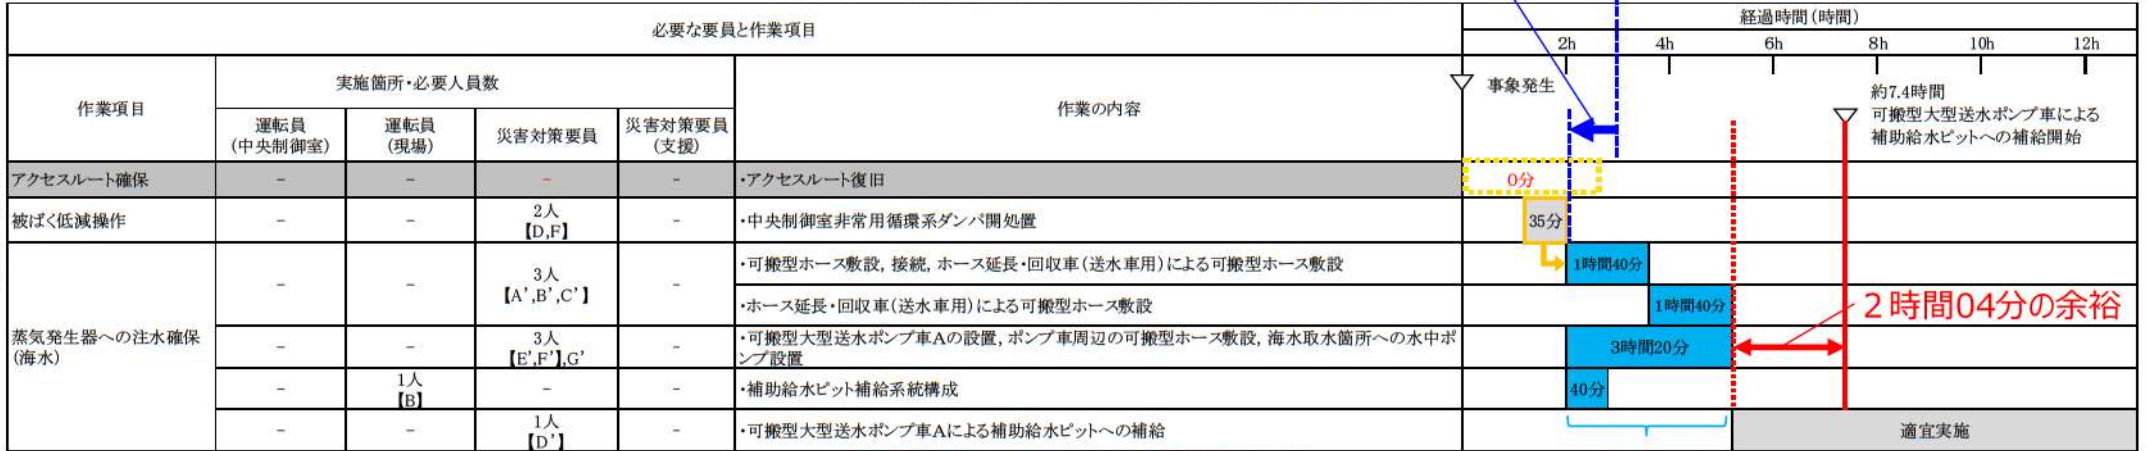 必要な要員と作業項目
経過時間(時間)
2h 4h 6h 8h 10h 12h
作業項目
実施箇所・必要人員数
作業の内容
運転員
(中央制御室)
運転員
(現場)
災害対策要員
災害対策要員
(支援)
事象発生
約7.4時間
可搬型大型送水ポンプ車による
補助給水ピットへの補給開始
アクセスルート確保
－ － － －
・アクセスルート復旧
0分
被ばく低減操作
－ －
2人
【D,F】
－
・中央制御室非常用循環系ダンパ開処置
35分
蒸気発生器への注水確保
(海水)
－ －
3人
【A’,B’,C’】
－
・可搬型ホース敷設, 接続, ホース延長・回収車(送水車用)による可搬型ホース敷設
1時間40分
・ホース延長・回収車(送水車用)による可搬型ホース敷設
1時間40分
2時間04分の余裕
－ －
3人
【E’,F’】,G’
－
・可搬型大型送水ポンプ車Aの設置, ポンプ車周辺の可搬型ホース敷設, 海水取水箇所への水中ポ
ンプ設置
3時間20分
－
1人
【B】
－ －
・補助給水ピット補給系統構成
40分
－ －
1人
【D’】
－
・可搬型大型送水ポンプ車Aによる補助給水ピットへの補給
適宜実施